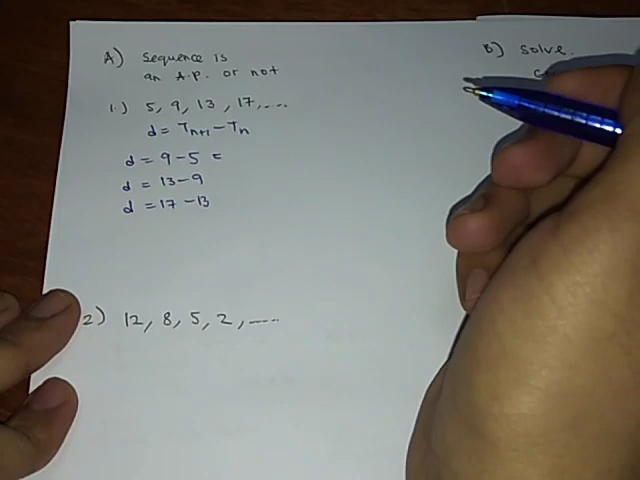 A) Sequence is
an A.P. or not
1.) 5, 9, 13, 17, ....
d = Tn+1 - Tn
d = 9 - 5 =
d = 13 - 9
d = 17 - 13
2) 12, 8, 5, 2, ----
B) Solve.